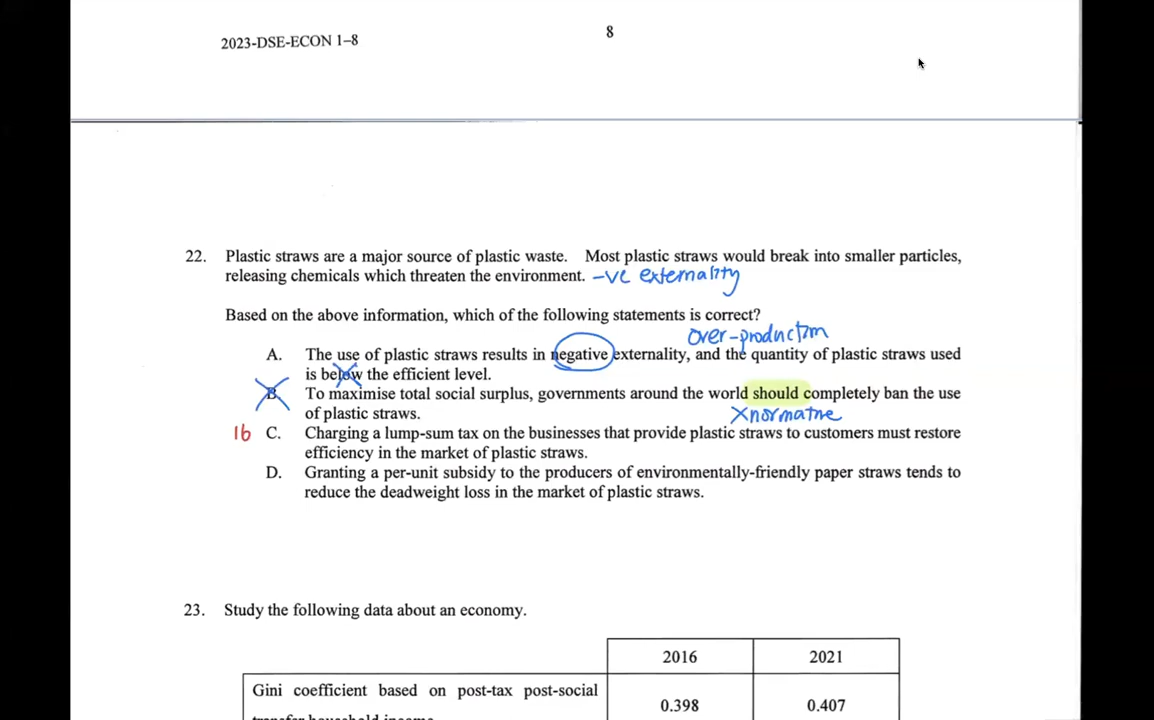 8
2023-DSE-ECON 1–8
22. Plastic straws are a major source of plastic waste. Most plastic straws would break into smaller particles,
releasing chemicals which threaten the environment. -ve externality
Based on the above information, which of the following statements is correct?
over-production
A. The use of plastic straws results in negative externality, and the quantity of plastic straws used
is below the efficient level.
B. To maximise total social surplus, governments around the world should completely ban the use
of plastic straws. X normative
16 C. Charging a lump-sum tax on the businesses that provide plastic straws to customers must restore
efficiency in the market of plastic straws.
D. Granting a per-unit subsidy to the producers of environmentally-friendly paper straws tends to
reduce the deadweight loss in the market of plastic straws.
23. Study the following data about an economy.
2016 2021
Gini coefficient based on post-tax post-social
0.398 0.407